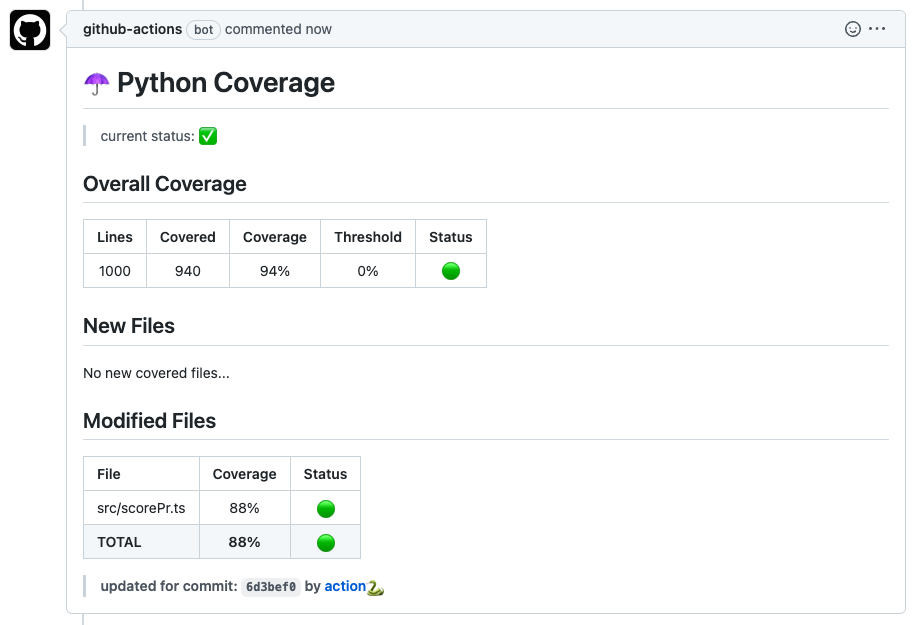 github-actions bot commented now
☂ Python Coverage
current status: ✅
Overall Coverage
Lines Covered Coverage Threshold Status
1000 940 94% 0% 🟢
New Files
No new covered files...
Modified Files
File Coverage Status
src/scorePr.ts 88% 🟢
TOTAL 88% 🟢
updated for commit: 6d3bef0 by action🐍